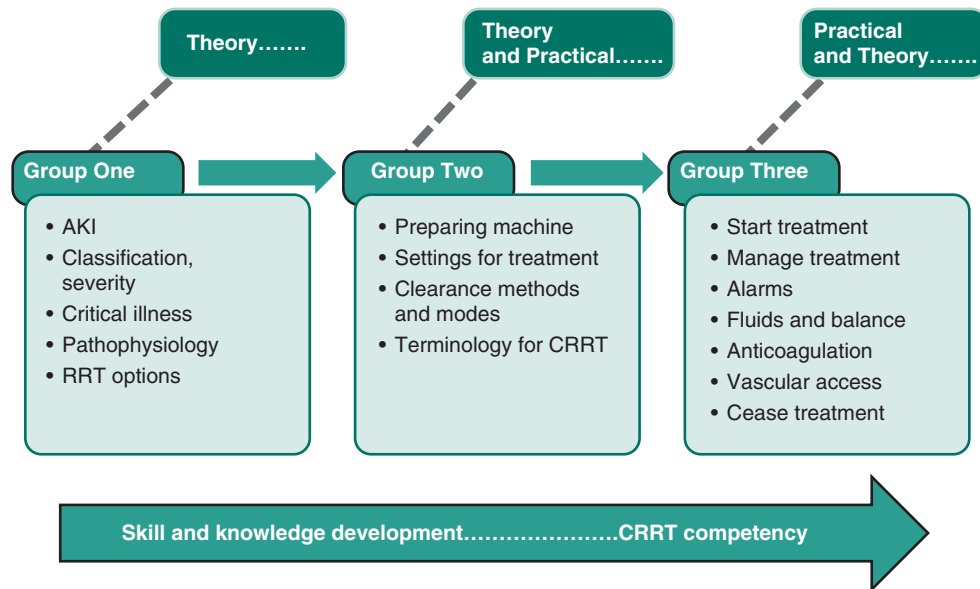 Theory.......
Theory
and Practical.......
Practical
and Theory.......
Group One
Group Two
Group Three
• AKI
• Classification,
severity
• Critical illness
• Pathophysiology
• RRT options
• Preparing machine
• Settings for treatment
• Clearance methods
and modes
• Terminology for CRRT
• Start treatment
• Manage treatment
• Alarms
• Fluids and balance
• Anticoagulation
• Vascular access
• Cease treatment
Skill and knowledge development.......................CRRT competency